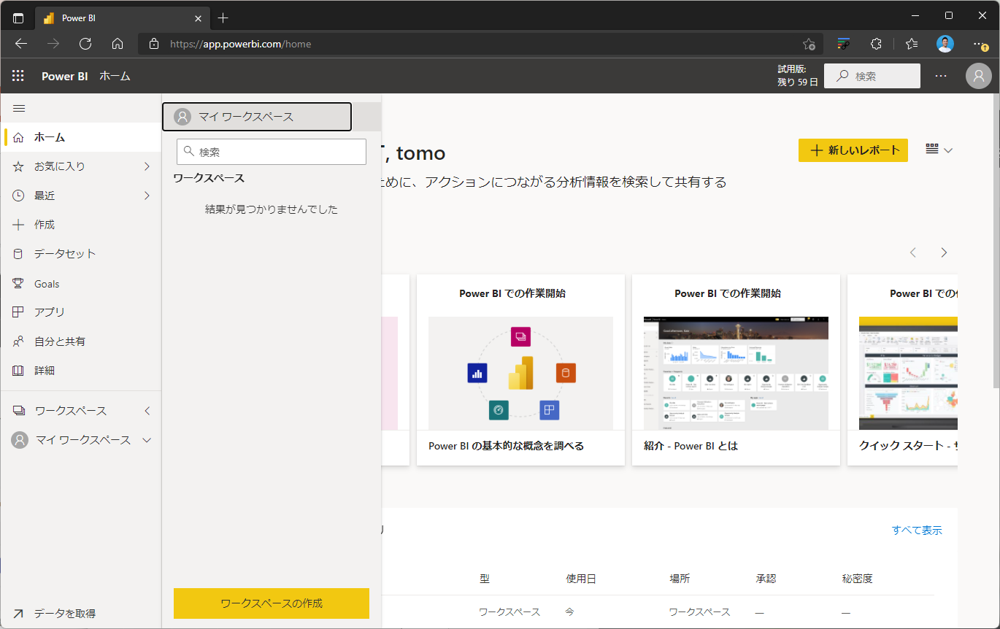 Power BI
https://app.powerbi.com/home
Power BI ホーム
試用版:
残り 59 日
検索
ホーム
お気に入り
最近
作成
データセット
Goals
アプリ
自分と共有
詳細
ワークスペース
マイ ワークスペース
データを取得
マイ ワークスペース
検索
ワークスペース
結果が見つかりませんでした
ワークスペースの作成
, tomo
ために、アクションにつながる分析情報を検索して共有する
新しいレポート
Power BI での作業開始
Power BI の基本的な概念を調べる
Power BI での作業開始
紹介 - Power BI とは
Power BI での
クイック スタート -
すべて表示
型 使用日 場所 承認 秘密度
ワークスペース 今 ワークスペース — —